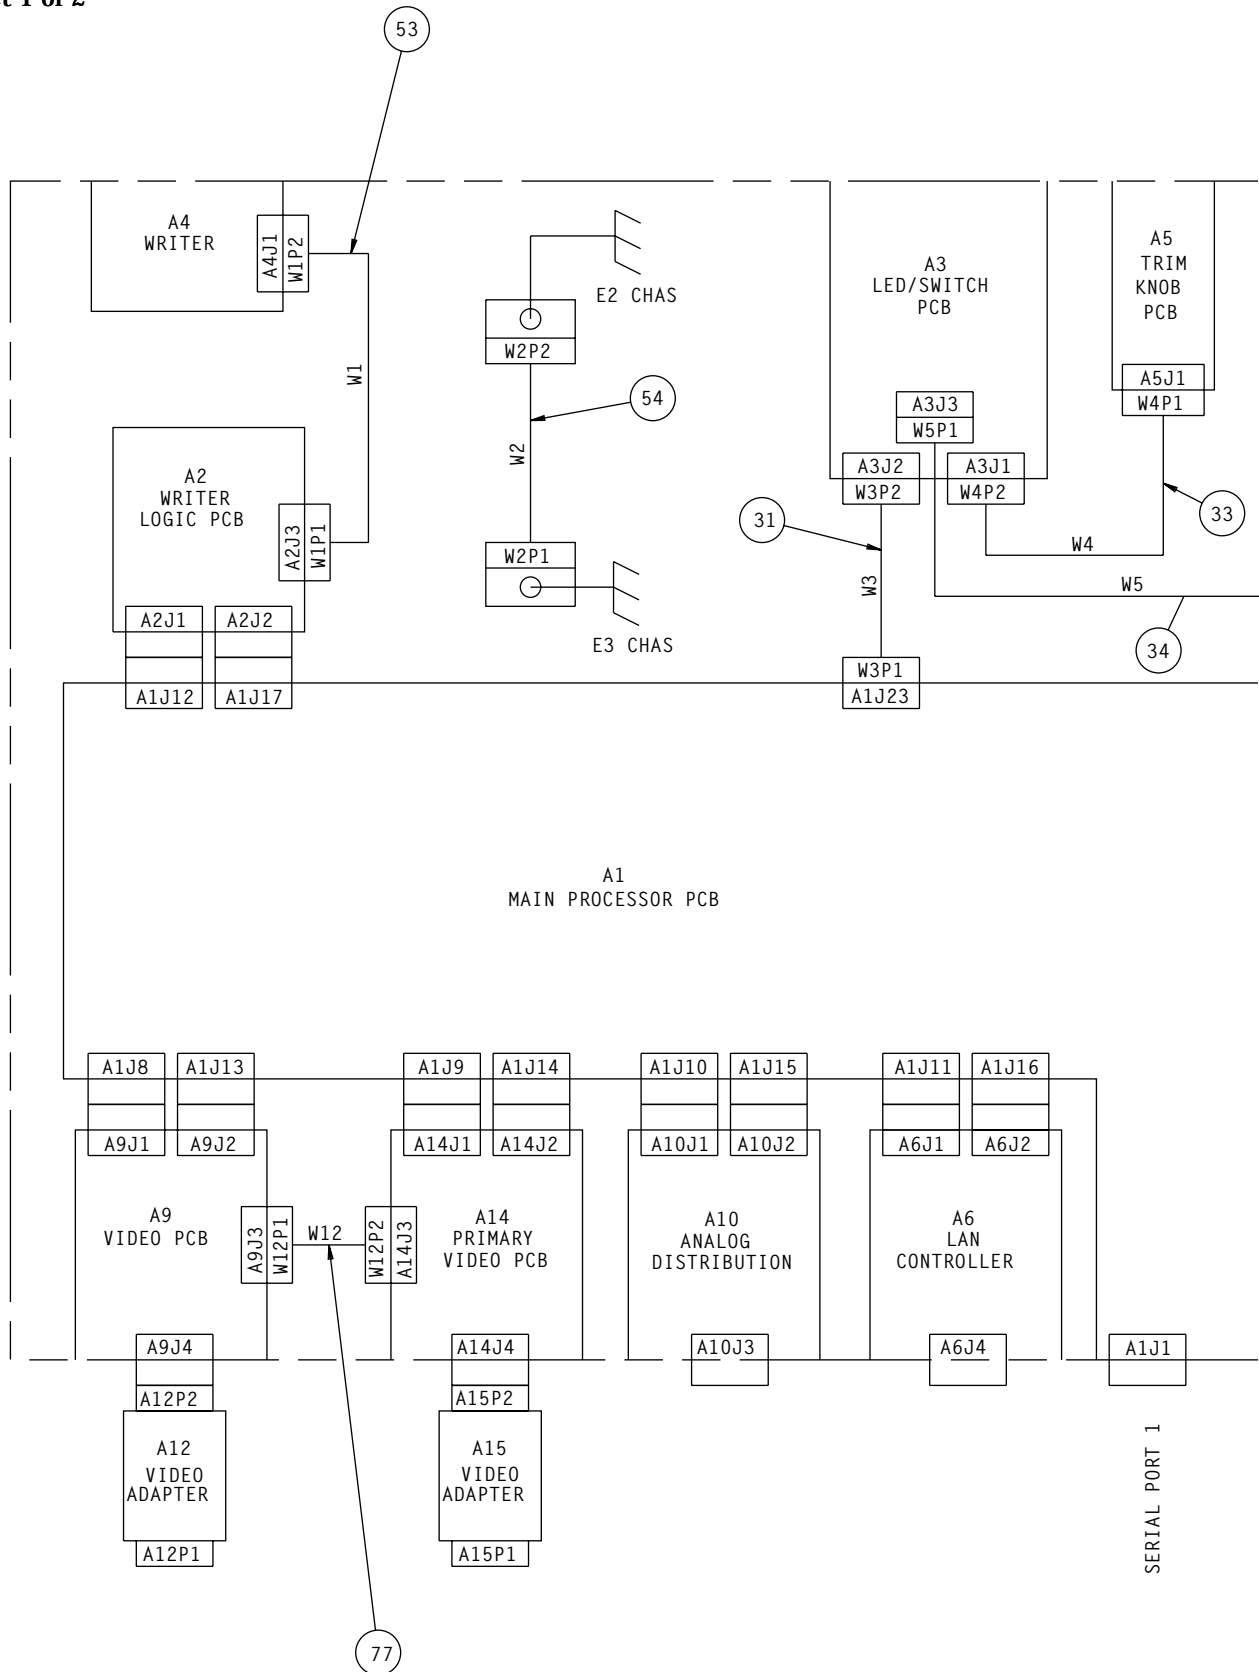 t 1 of 2
53
A4
WRITER
A4J1
W1P2
W1
E2 CHAS
W2P2
54
W2
W2P1
E3 CHAS
A3
LED/SWITCH
PCB
A5
TRIM
KNOB
PCB
A5J1
W4P1
A3J3
W5P1
A3J2
W3P2
A3J1
W4P2
33
31
W4
W3
W5
34
A2
WRITER
LOGIC PCB
A2J3
W1P1
A2J1
A2J2
A1J12
A1J17
W3P1
A1J23
A1
MAIN PROCESSOR PCB
A1J8
A1J13
A1J9
A1J14
A1J10
A1J15
A1J11
A1J16
A9J1
A9J2
A14J1
A14J2
A10J1
A10J2
A6J1
A6J2
A9
VIDEO PCB
A9J3
W12P1
W12
W12P2
A14J3
A14
PRIMARY
VIDEO PCB
A10
ANALOG
DISTRIBUTION
A6
LAN
CONTROLLER
A9J4
A14J4
A10J3
A6J4
A1J1
A12P2
A15P2
A12
VIDEO
ADAPTER
A15
VIDEO
ADAPTER
A12P1
A15P1
SERIAL PORT 1
77